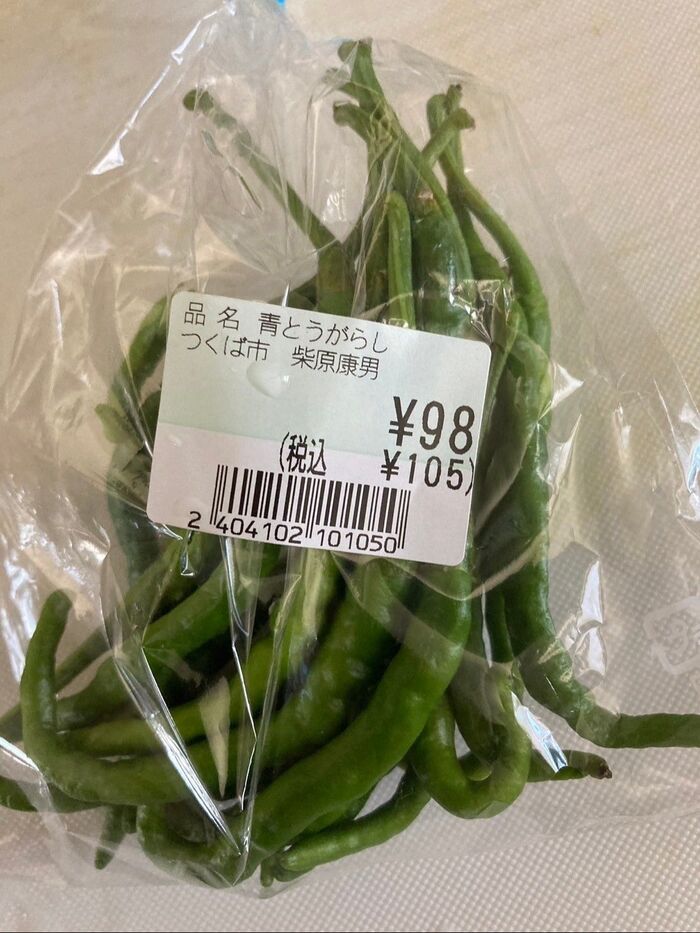 品名 青とうがらし
つくば市 柴原康男
¥98
(税込 ¥105)
2 404102 101050